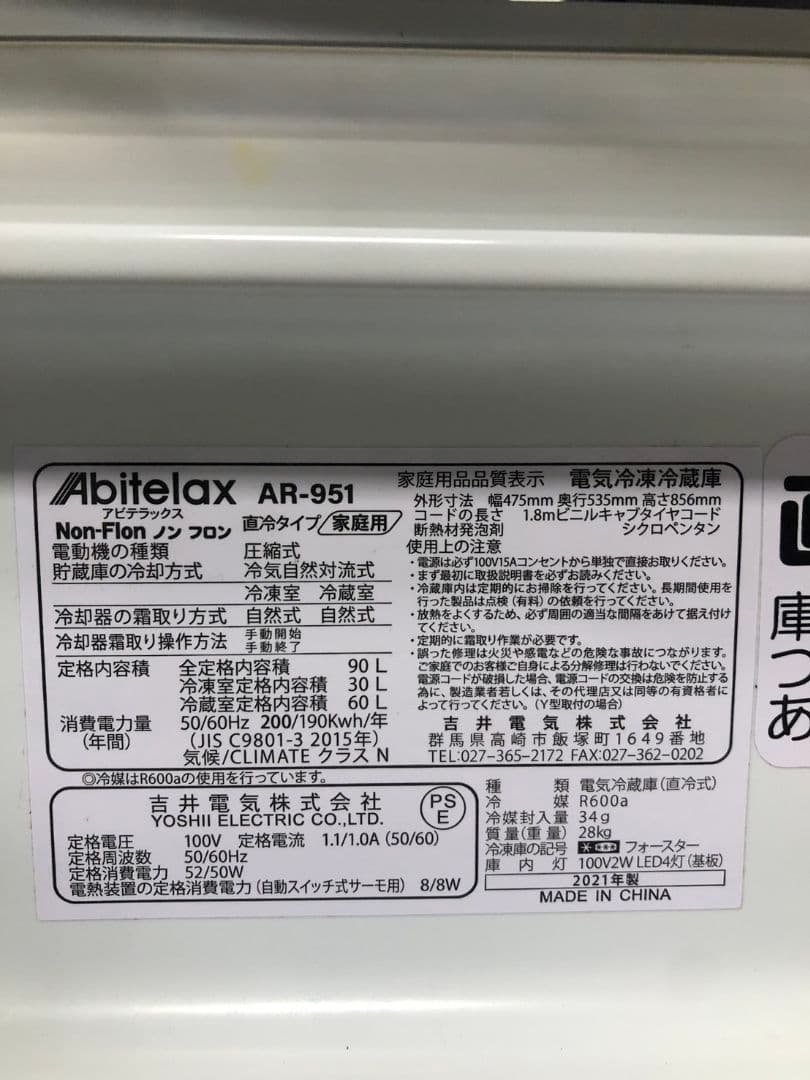 Abitelax AR-951
アビテラックス
Non-Flon ノン フロン 直冷タイプ/家庭用
電動機の種類 圧縮式
貯蔵庫の冷却方式 冷気自然対流式
冷凍室 冷蔵室
冷却器の霜取り方式 自然式 自然式
冷却器霜取り操作方法 手動開始
手動終了
定格内容積 全定格内容積 90 L
冷凍室定格内容積 30 L
冷蔵室定格内容積 60 L
消費電力量 50/60Hz 200/190Kwh/年
(年間) (JIS C9801-3 2015年)
気候/CLIMATE クラス N
家庭用品品質表示 電気冷凍冷蔵庫
外形寸法 幅475mm 奥行535mm 高さ856mm
コードの長さ 1.8mビニルキャブタイヤコード
断熱材発泡剤 シクロペンタン
使用上の注意
・電源は必ず100V15Aコンセントから単独で直接お取りください。
・まず最初に取扱説明書を必ずお読みください。
・冷蔵庫内は定期的にお掃除を行ってください。長期間使用を
行った製品は点検(有料)の依頼を行ってください。
・放熱をよくするため、必ず周囲の適当な間隔をあけて据え付け
てください。
・定期的に霜取り作業が必要です。
・誤った修理は火災や感電などの危険な事故につながります。
ご家庭でのお客様ご自身による分解修理は行わないでください。
電源コードが破損した場合、電源コードの交換は危険を防止する
為に、製造業者若しくは、その代理店又は同等の有資格者に
よって行ってください。(Y型取付の場合)
吉井電気株式会社
群馬県高崎市飯塚町1649番地
TEL:027-365-2172 FAX:027-362-0202
◎冷媒はR600aの使用を行っています。
吉井電気株式会社
YOSHII ELECTRIC CO.,LTD.
PS
E
定格電圧 100V 定格電流 1.1/1.0A (50/60)
定格周波数 50/60Hz
定格消費電力 52/50W
電熱装置の定格消費電力(自動スイッチ式サーモ用) 8/8W
種類 電気冷蔵庫(直冷式)
冷媒 R600a
冷媒封入量 34g
質量(重量) 28kg
冷凍庫の記号 フォースター
庫内灯 100V2W LED4灯(基板)
2021年製
MADE IN CHINA
庫
つ
あ